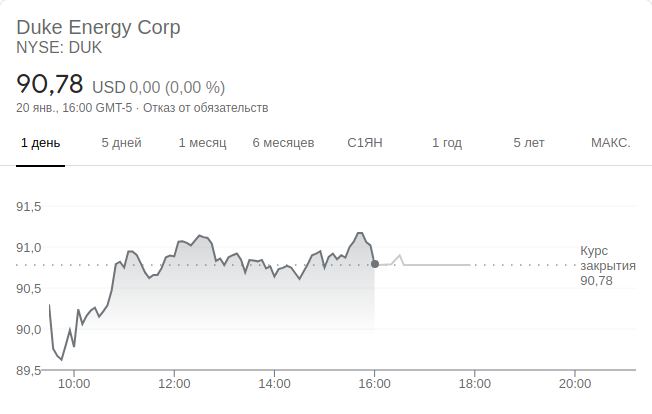 Duke Energy Corp
NYSE: DUK
90,78 USD 0,00 (0,00 %)
20 янв., 16:00 GMT-5 · Отказ от обязательств
1 день 5 дней 1 месяц 6 месяцев С1ЯН 1 год 5 лет МАКС.
91,5
91,0
90,5
90,0
89,5
Курс
закрытия
90,78
10:00 12:00 14:00 16:00 18:00 20:00